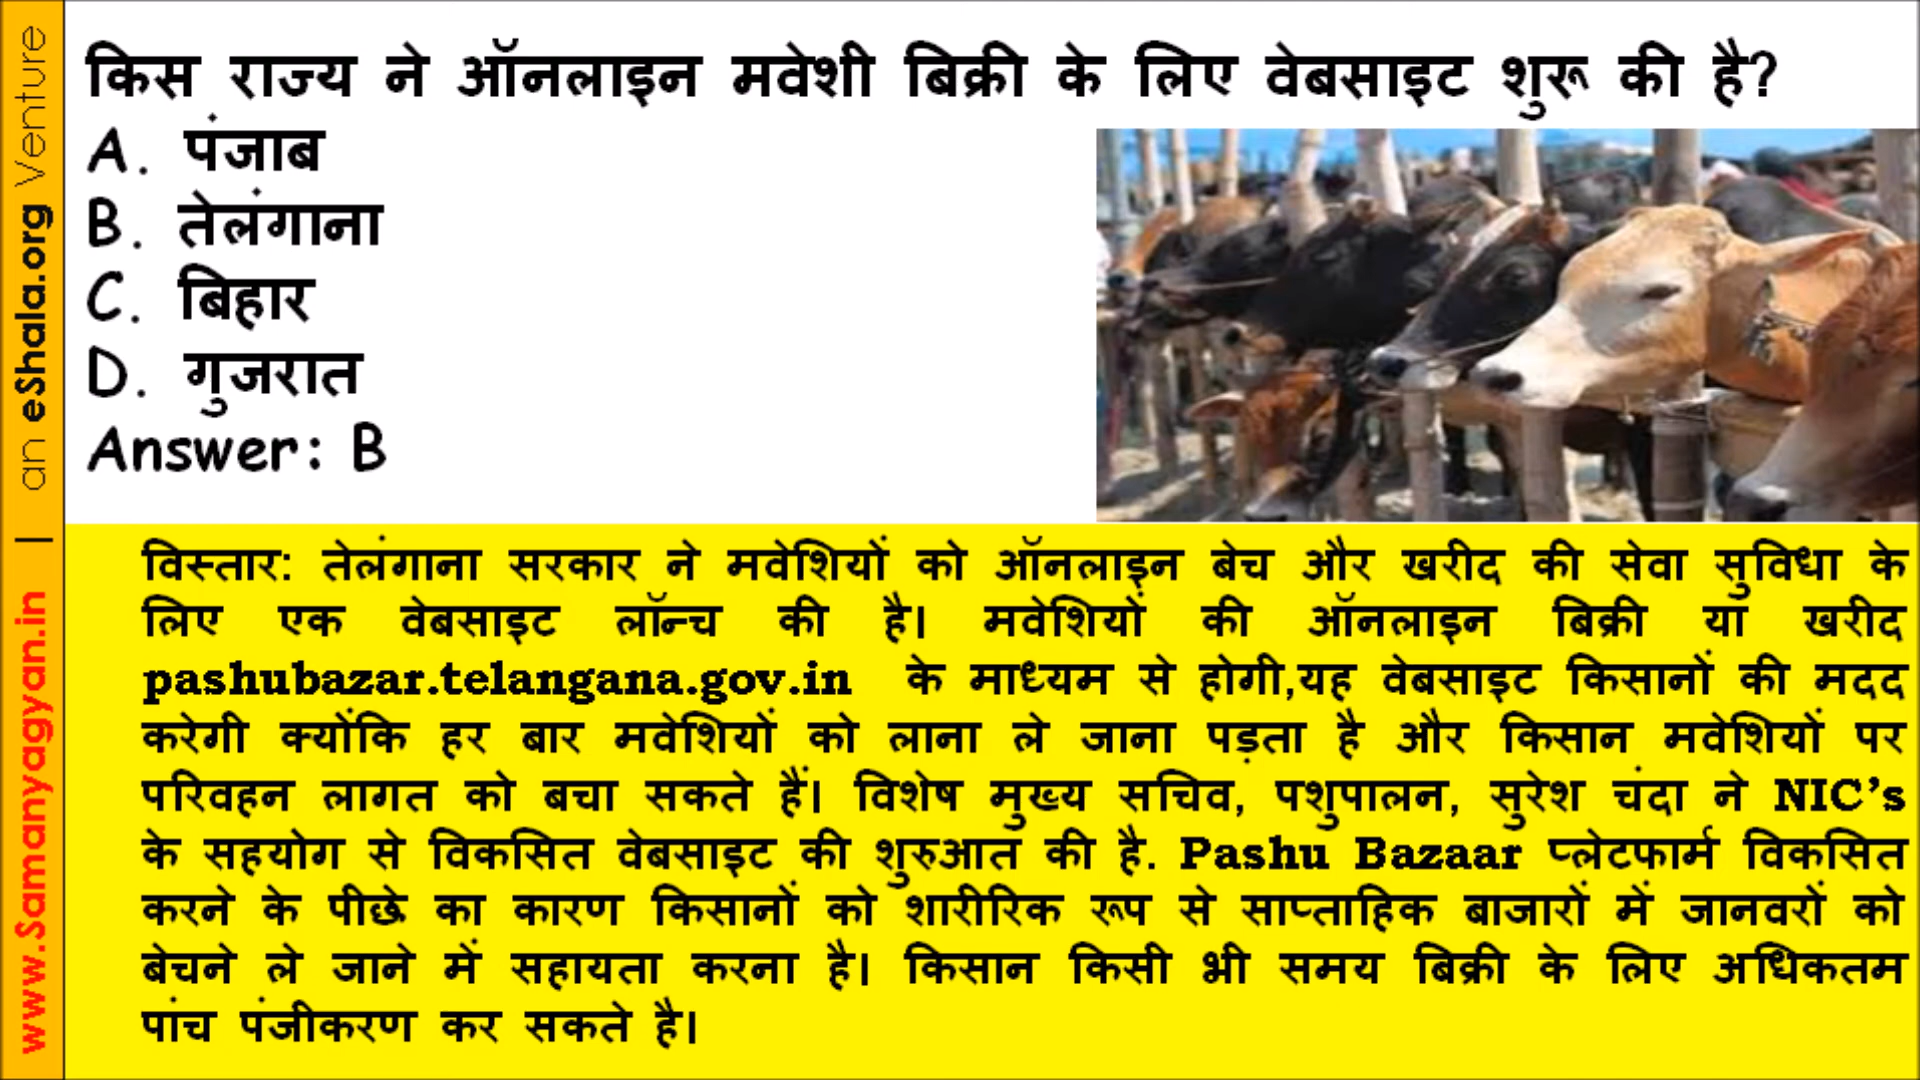 किस राज्य ने ऑनलाइन मवेशी बिक्री के लिए वेबसाइट शुरू की है?
A. पंजाब
B. तेलंगाना
C. बिहार
D. गुजरात
Answer: B
विस्तार: तेलंगाना सरकार ने मवेशियों को ऑनलाइन बेच और खरीद की सेवा सुविधा के
लिए एक वेबसाइट लॉन्च की है। मवेशियों की ऑनलाइन बिक्री या खरीद
pashubazar.telangana.gov.in के माध्यम से होगी,यह वेबसाइट किसानों की मदद
करेगी क्योंकि हर बार मवेशियों को लाना ले जाना पड़ता है और किसान मवेशियों पर
परिवहन लागत को बचा सकते हैं। विशेष मुख्य सचिव, पशुपालन, सुरेश चंदा ने NIC’s
के सहयोग से विकसित वेबसाइट की शुरुआत की है. Pashu Bazaar प्लेटफार्म विकसित
करने के पीछे का कारण किसानों को शारीरिक रूप से साप्ताहिक बाजारों में जानवरों को
बेचने ले जाने में सहायता करना है। किसान किसी भी समय बिक्री के लिए अधिकतम
पांच पंजीकरण कर सकते है।
www.Samanyagyan.in | an eShala.org Venture